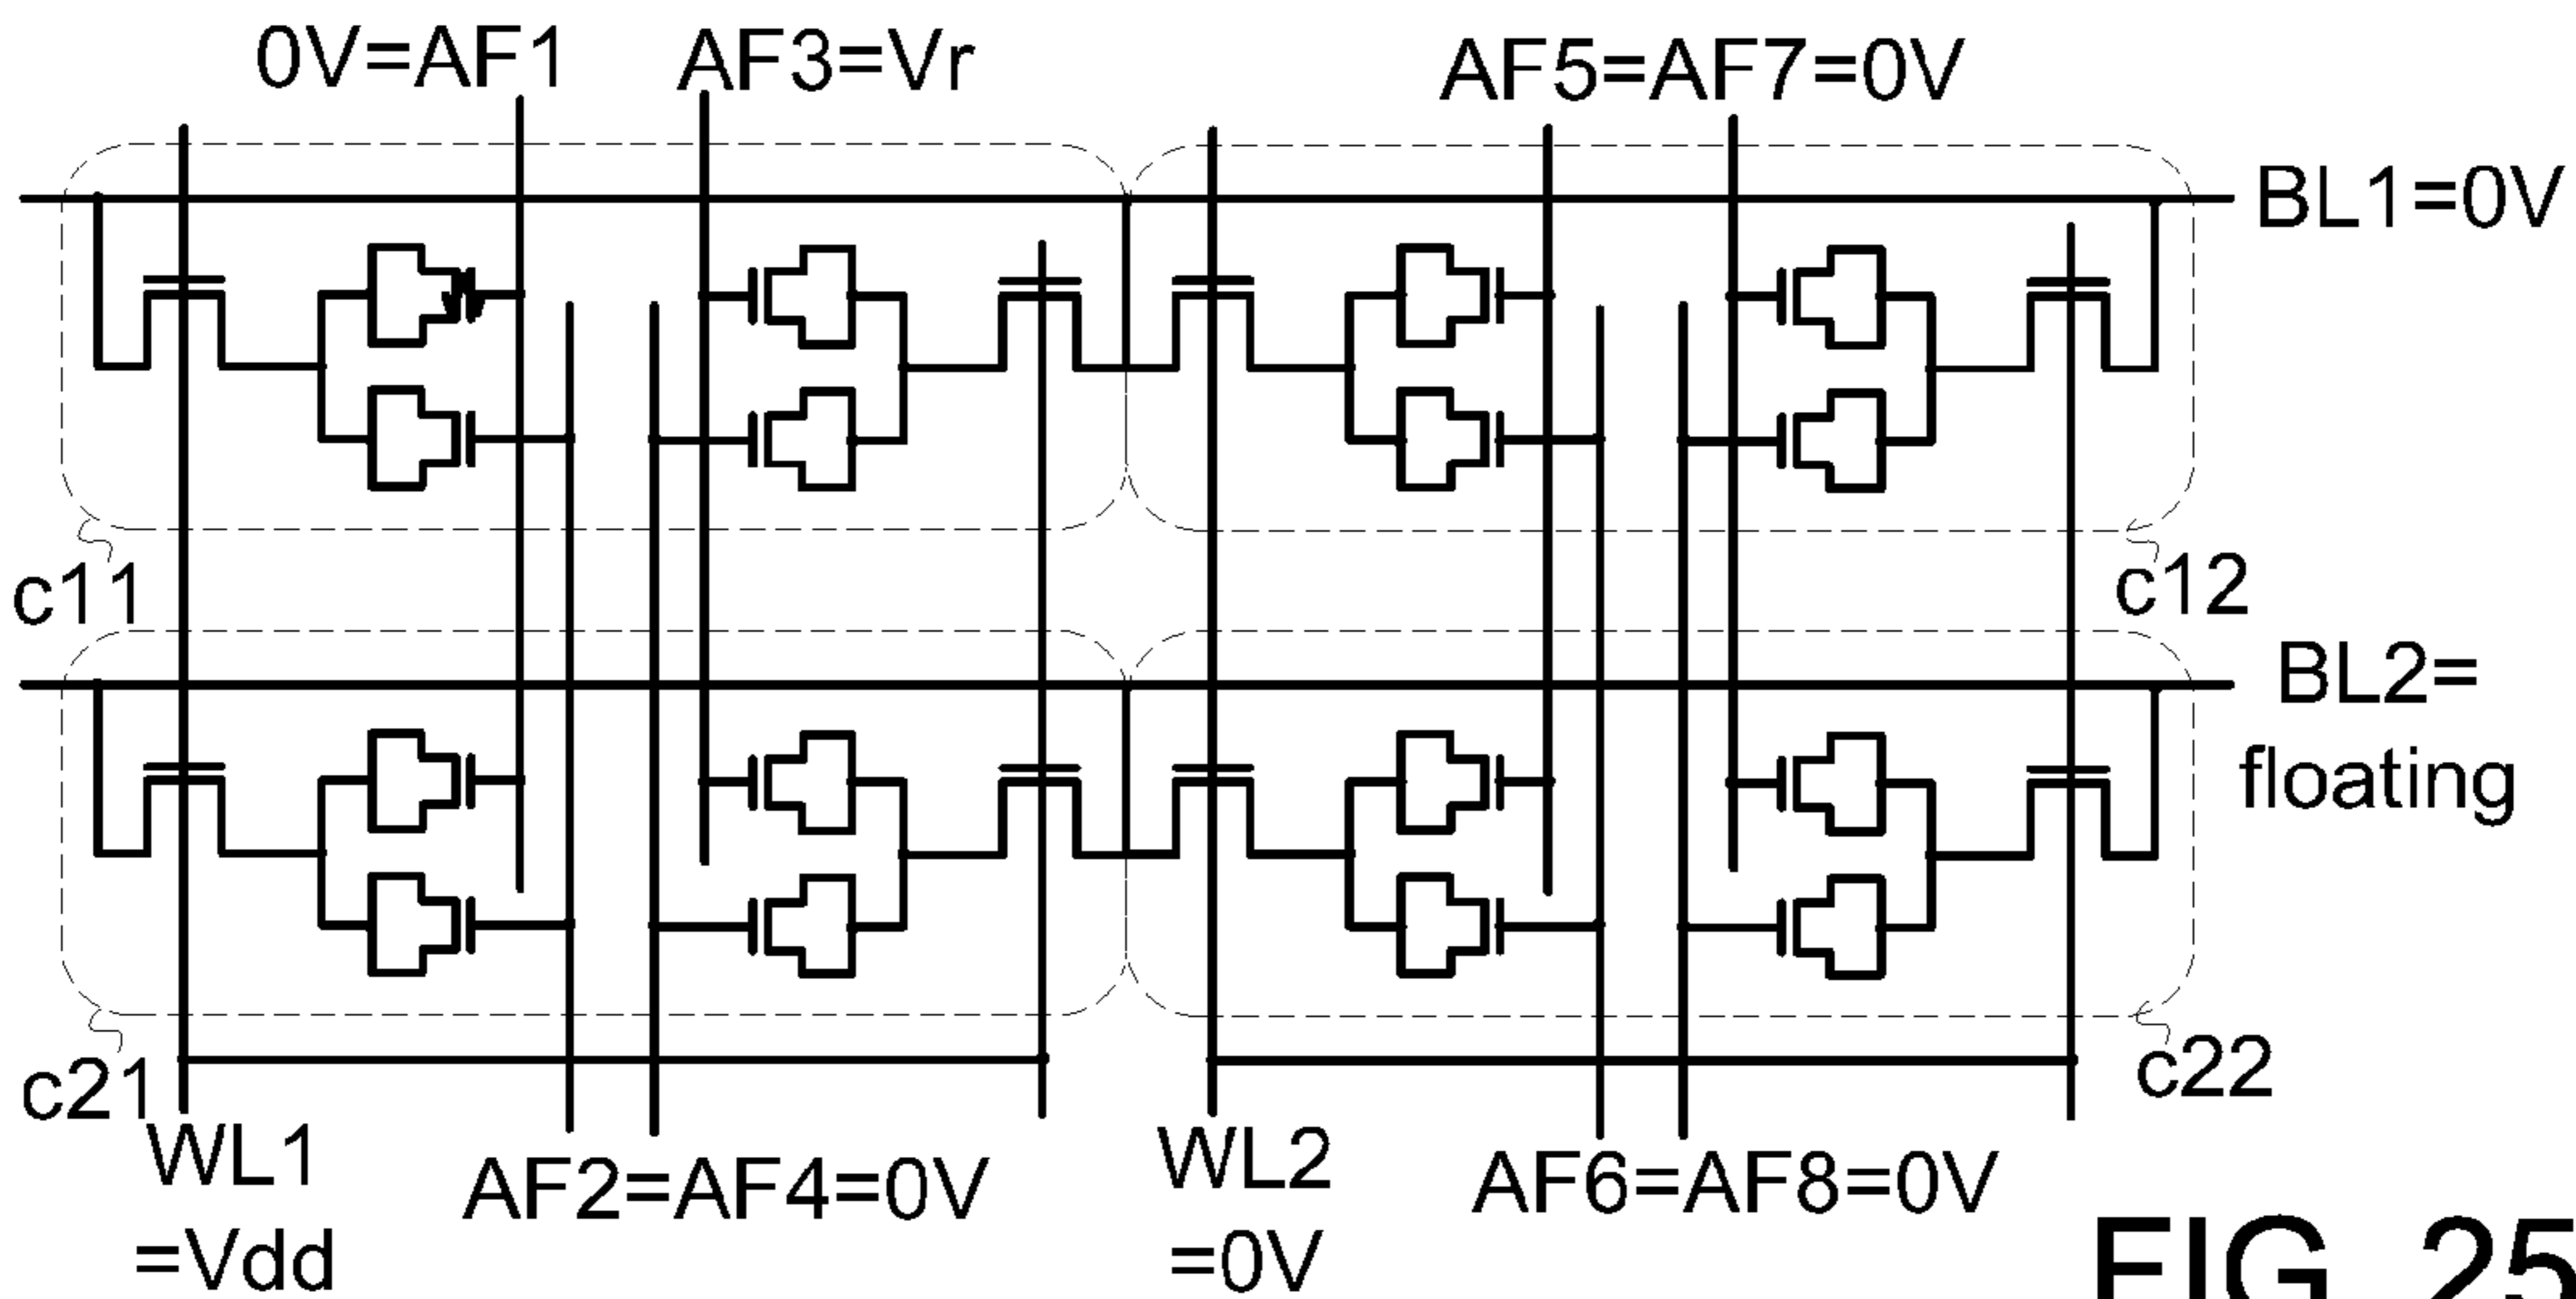 0V=AF1
AF3=Vr
AF5=AF7=0V
BL1=0V
c11
c12
BL2=
floating
c21
c22
WL1
=Vdd
AF2=AF4=0V
WL2
=0V
AF6=AF8=0V
FIG. 25